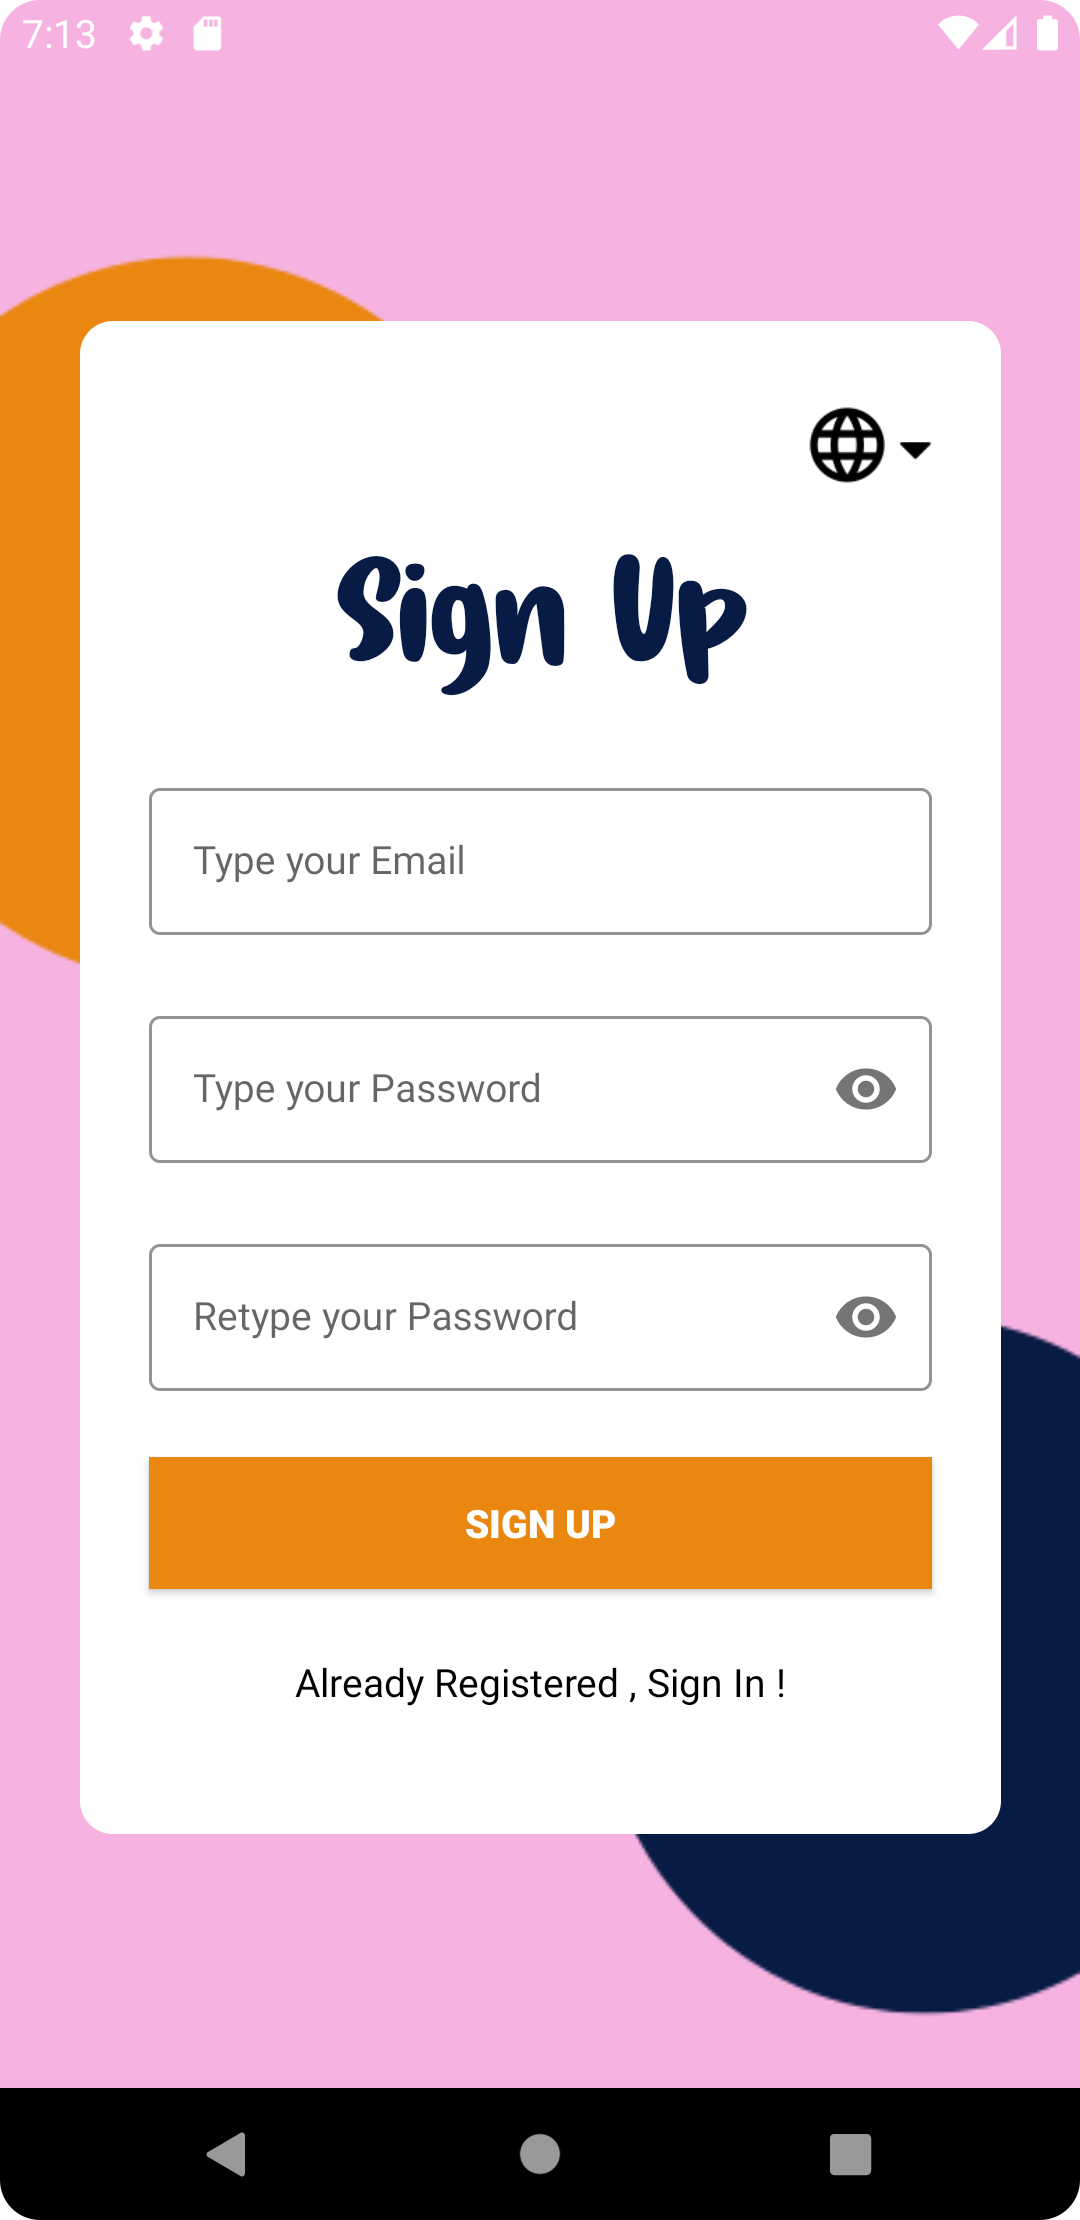 7:13
Sign Up
Type your Email
Type your Password
Retype your Password
SIGN UP
Already Registered , Sign In !